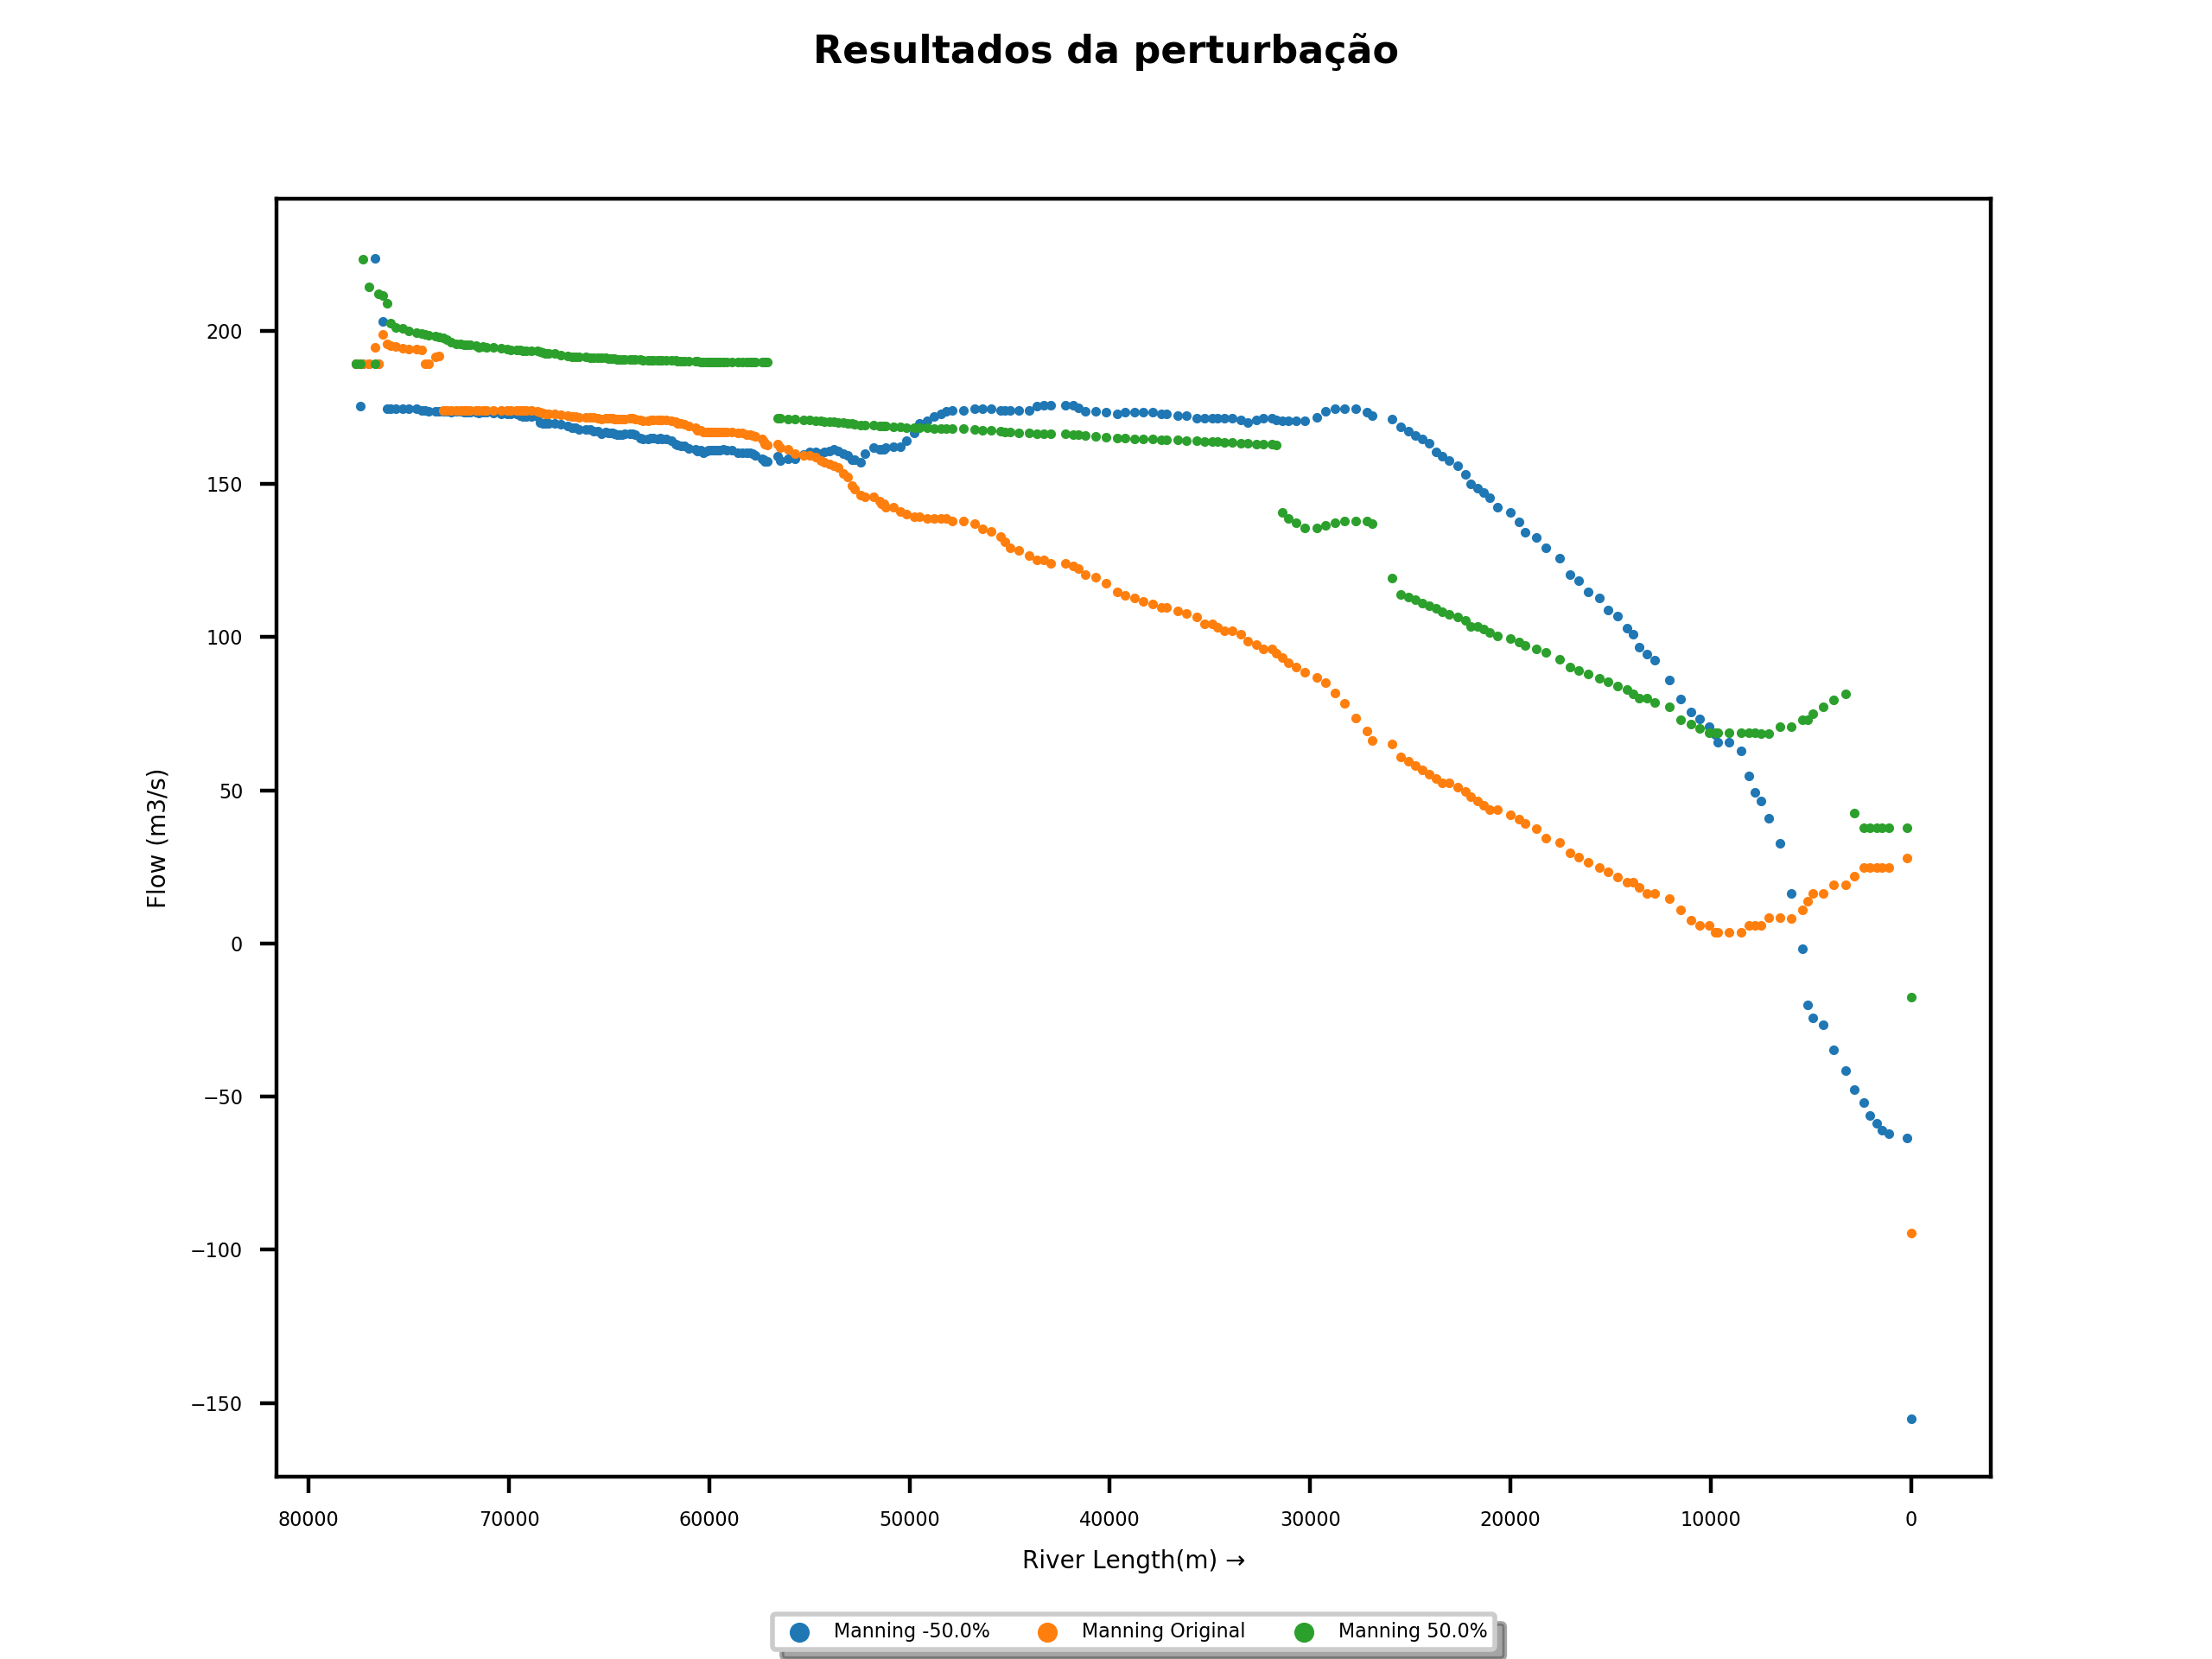 Resultados da perturbação
Flow (m3/s)
200
150
100
50
0
−50
−100
−150
80000 70000 60000 50000 40000 30000 20000 10000 0
River Length(m) →
Manning -50.0% Manning Original Manning 50.0%